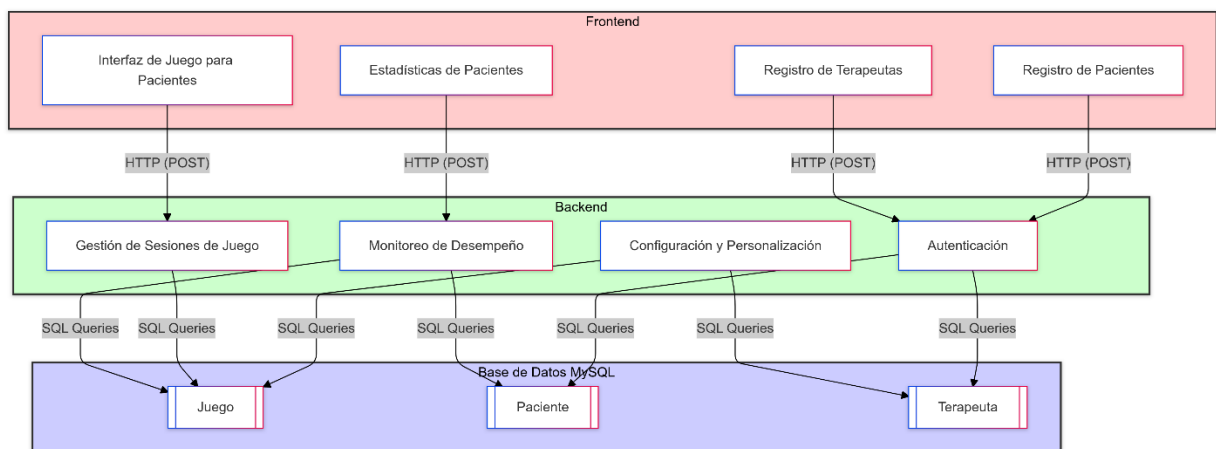 Frontend
Interfaz de Juego para
Pacientes
Estadísticas de Pacientes
Registro de Terapeutas
Registro de Pacientes
HTTP (POST)
HTTP (POST)
HTTP (POST)
HTTP (POST)
Backend
Gestión de Sesiones de Juego
Monitoreo de Desempeño
Configuración y Personalización
Autenticación
SQL Queries
SQL Queries
SQL Queries
SQL Queries
SQL Queries
SQL Queries
SQL Queries
Base de Datos MySQL
Juego
Paciente
Terapeuta